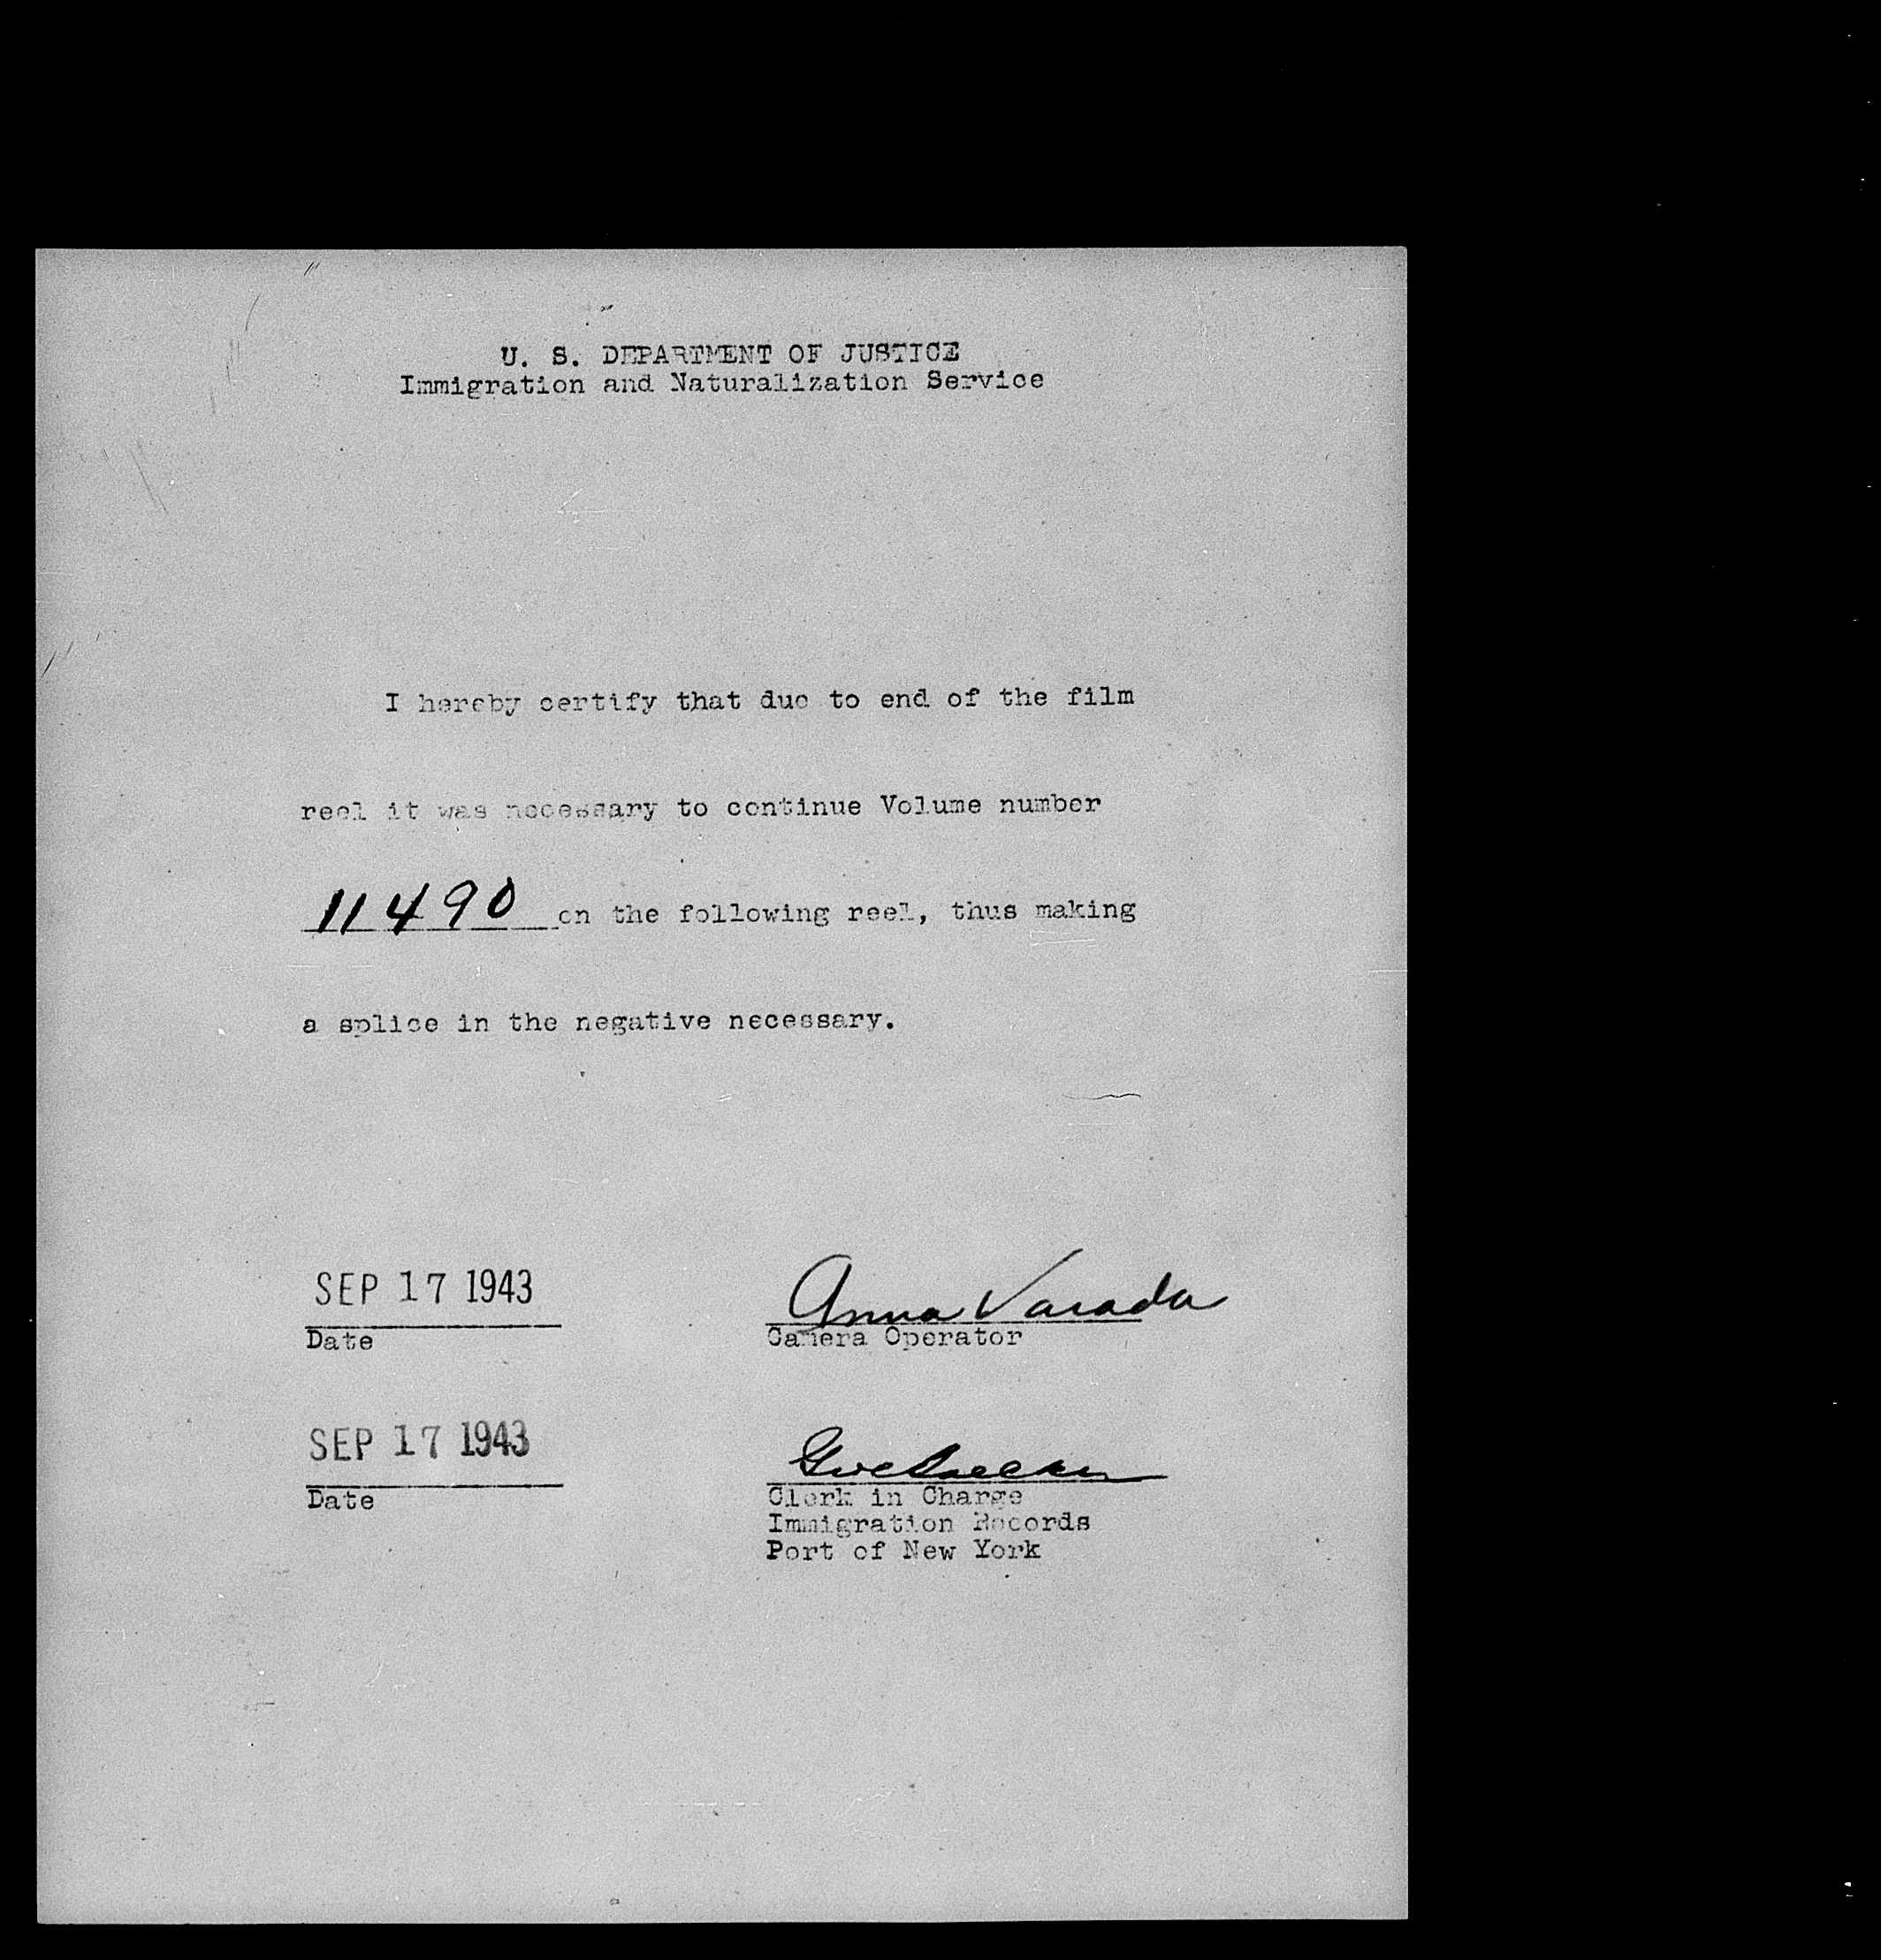 U. S. DEPARTMENT OF JUSTICE
Immigration and Naturalization Service
I hereby certify that due to end of the film
reel it was necessary to continue Volume number
11490 on the following reel, thus making
a splice in the negative necessary.
SEP 17 1943
Anna Varada
Date
Camera Operator
SEP 17 1943
Date
Clerk in Charge
Immigration Records
Port of New York